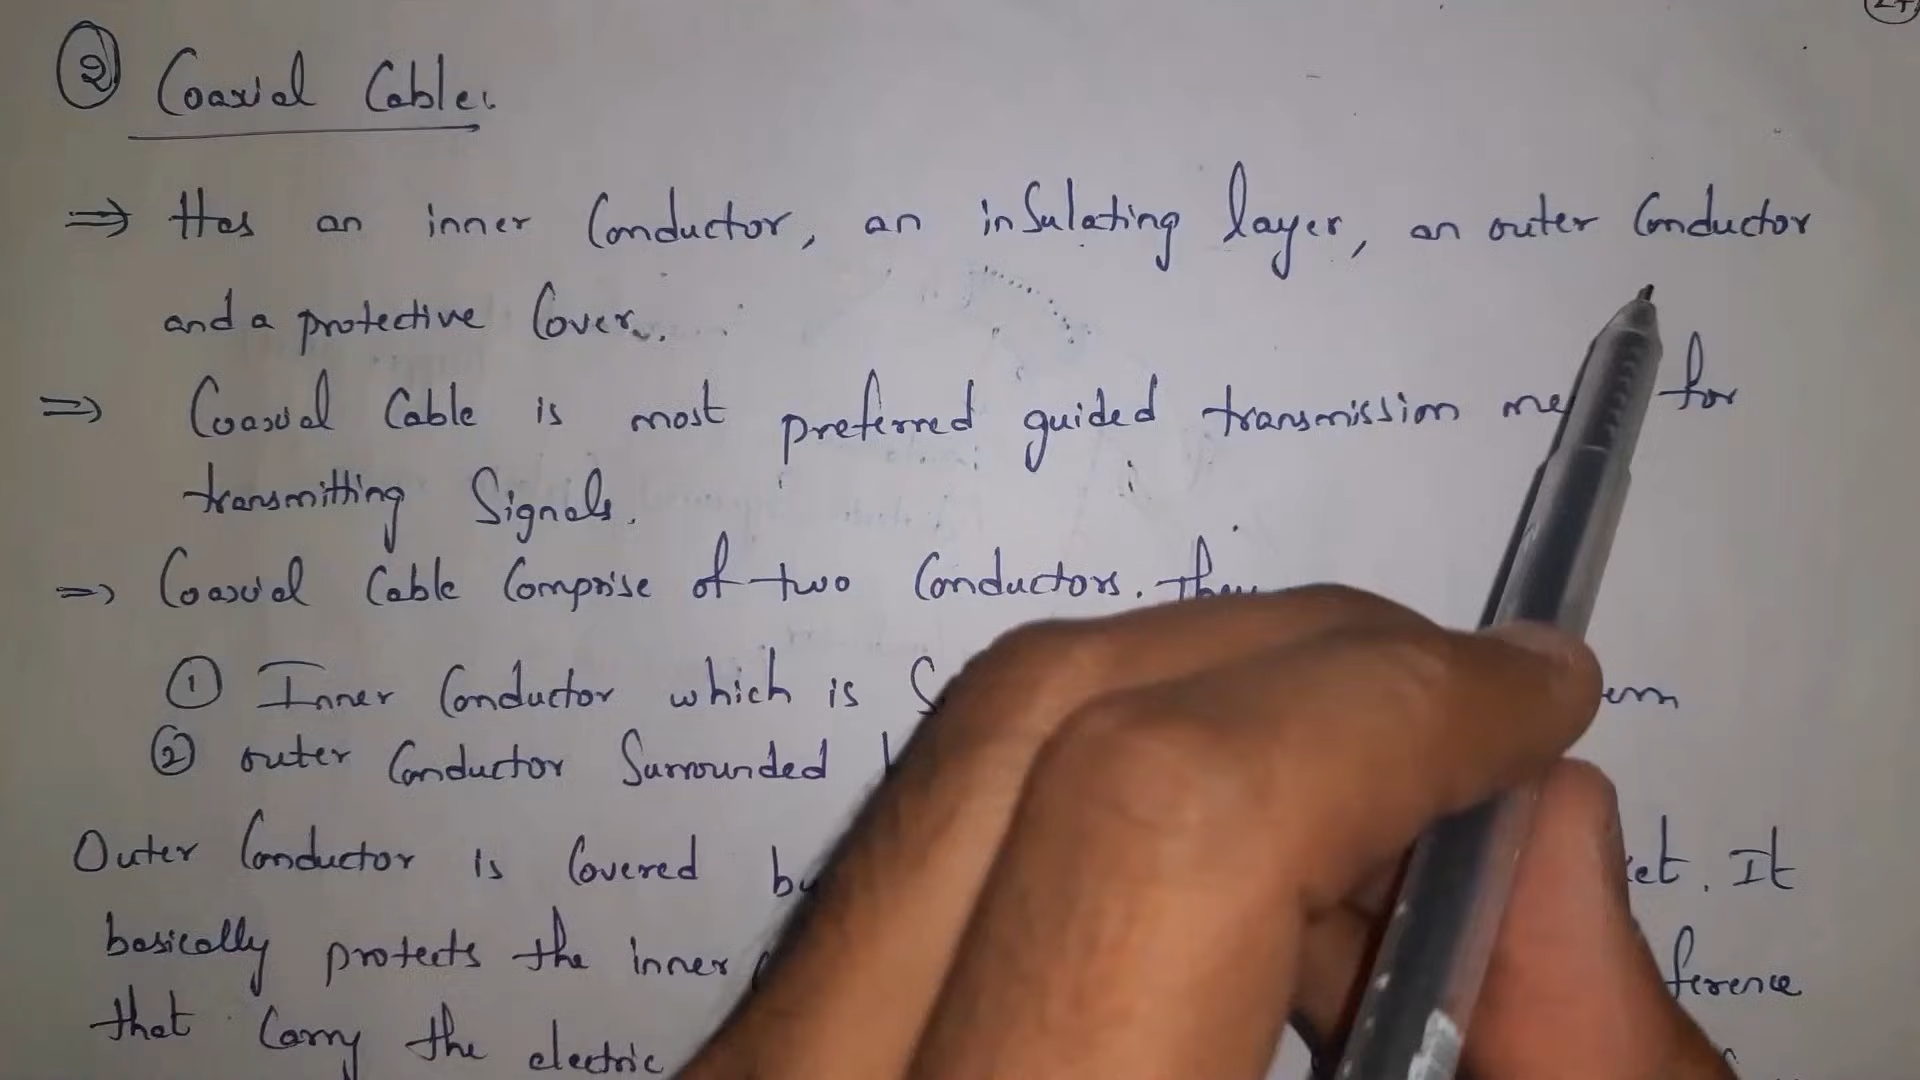 ② Coaxial Cable:
⇒ Has an inner Conductor, an insulating layer, an outer Conductor
and a protective Cover.
⇒ Coaxial Cable is most preferred guided transmission for
transmitting Signals.
⇒ Coaxial Cable Comprise of two Conductors.
① Inner Conductor which is
② outer Conductor Surrounded
Outer Conductor is Covered by It
basically protects the inner
that Carry the electric